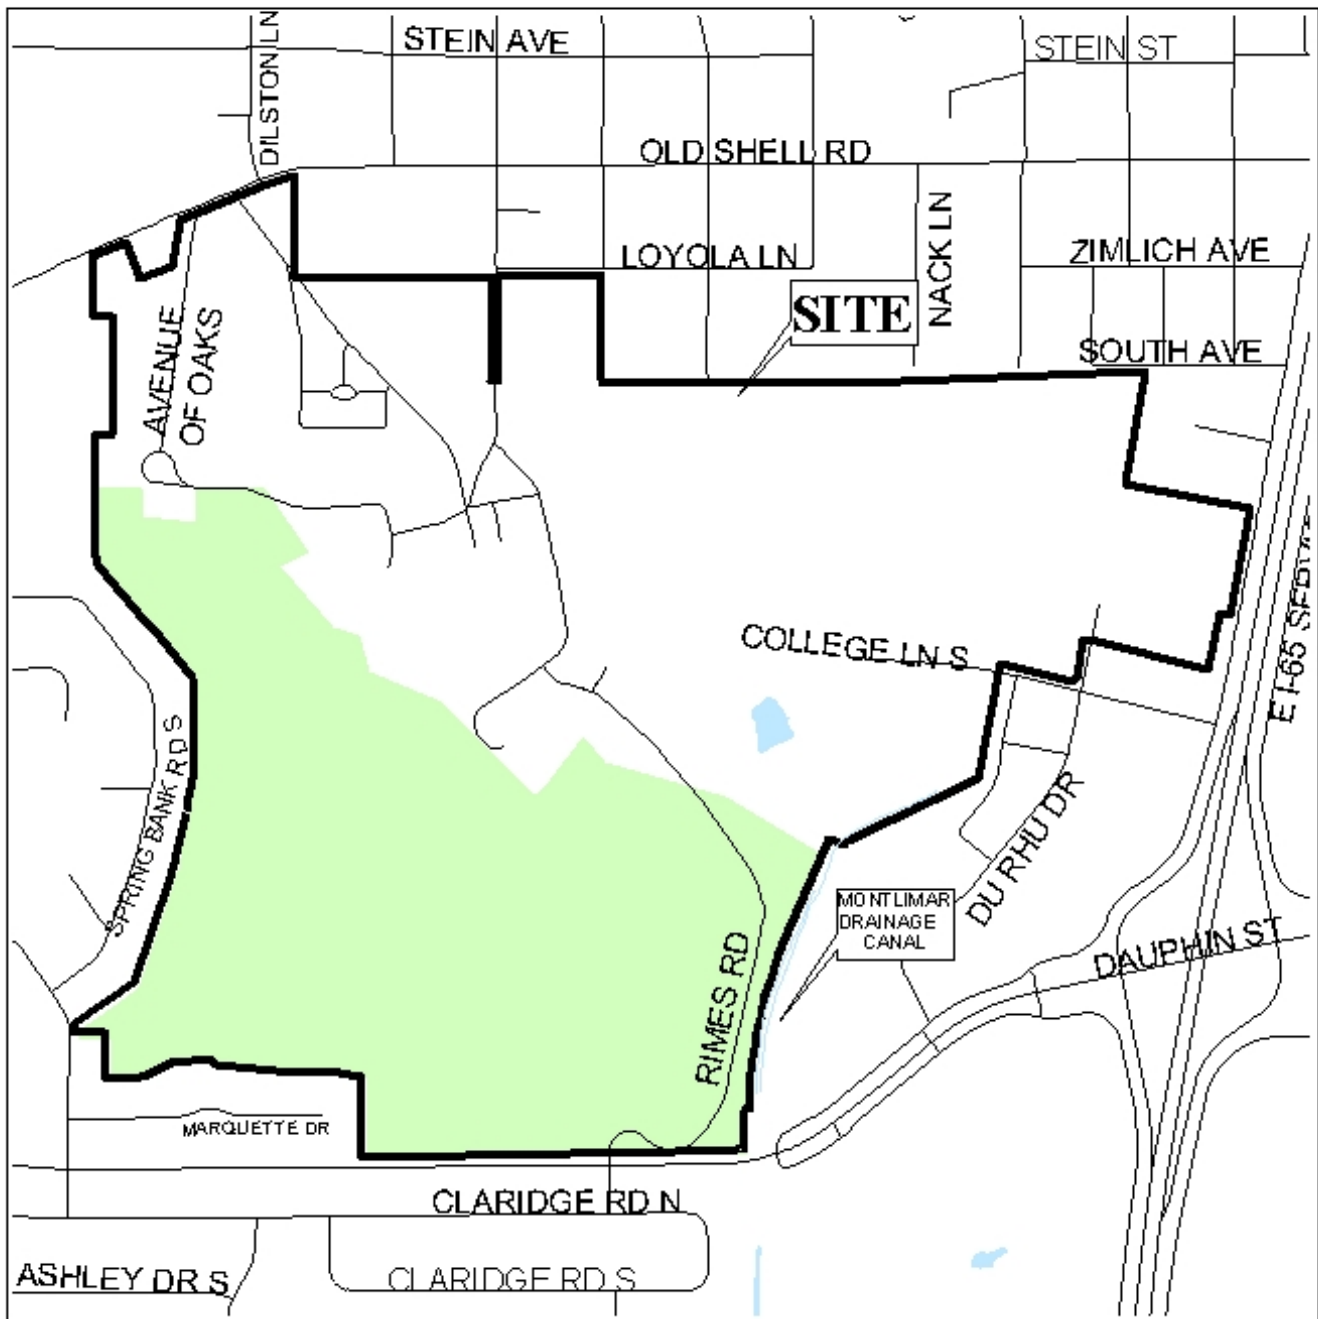 STEIN AVE
STEIN ST
DILSTON LN
OLD SHELL RD
NACK LN
LOYOLA LN
ZIMLICH AVE
SITE
SOUTH AVE
AVENUE
OF OAKS
COLLEGE LN S
E I-65
SPRING BANK RD S
DU RHU DR
MONTLIMAR
DRAINAGE
CANAL
DAUPHIN ST
RIMES RD
MARQUETTE DR
CLARIDGE RD N
ASHLEY DR S
CLARIDGE RD S